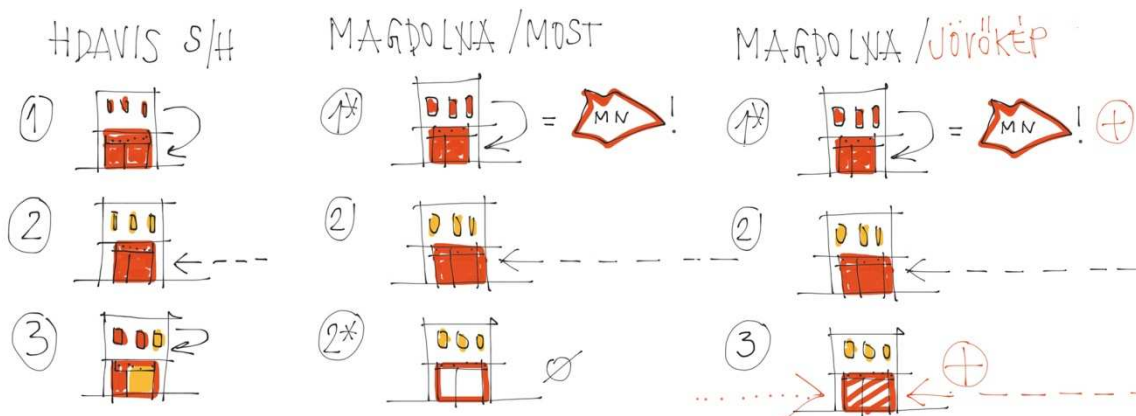 HDAVIS S/H
MAGDOLNA / MOST
MAGDOLNA / JÖVŐKÉP
1
1* = MN !
1* = MN ! +
2
2
2
3
2* ∅
3 +